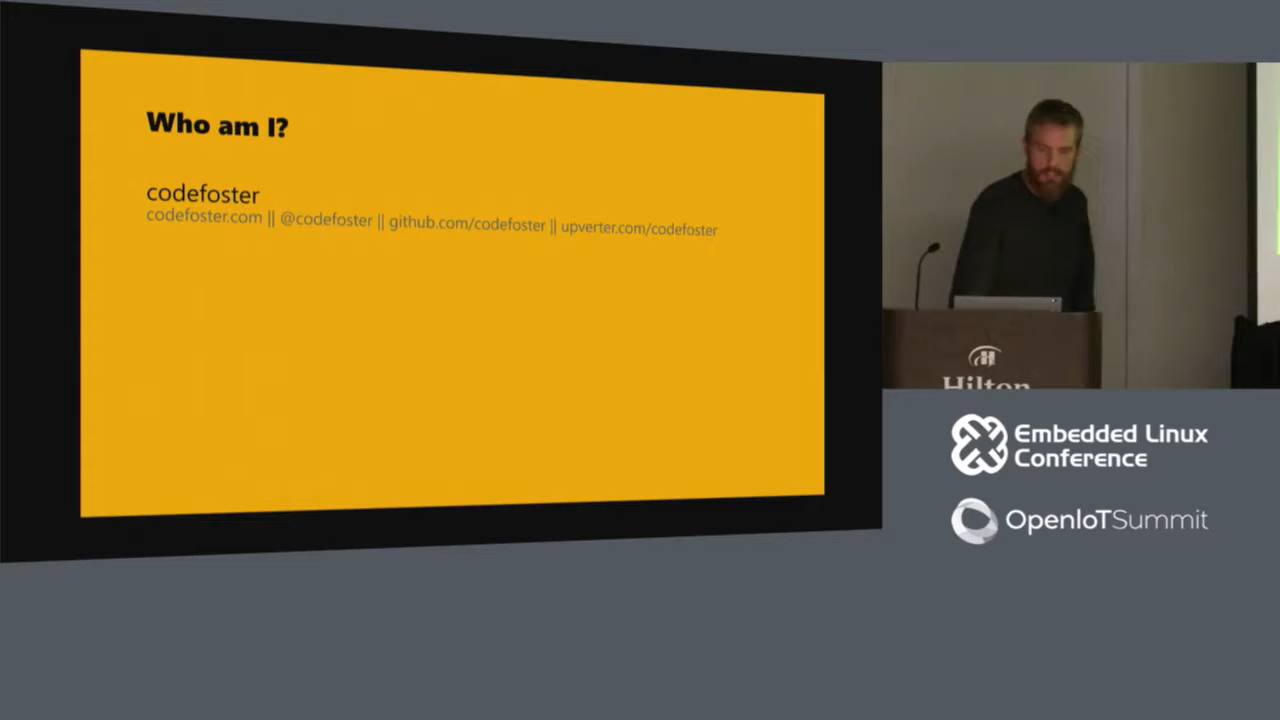 Who am I?
codefoster
codefoster.com || @codefoster || github.com/codefoster || upverter.com/codefoster
Hilton
Embedded Linux
Conference
OpenIoTSummit